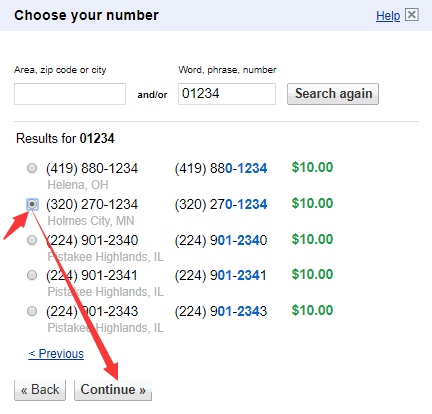 Choose your number
Help
Area, zip code or city
Word, phrase, number
and/or
01234
Search again
Results for 01234
(419) 880-1234 (419) 880-1234 $10.00
Helena, OH
(320) 270-1234 (320) 270-1234 $10.00
Holmes City, MN
(224) 901-2340 (224) 901-2340 $10.00
Pistakee Highlands, IL
(224) 901-2341 (224) 901-2341 $10.00
Pistakee Highlands, IL
(224) 901-2343 (224) 901-2343 $10.00
Pistakee Highlands, IL
< Previous
« Back
Continue »